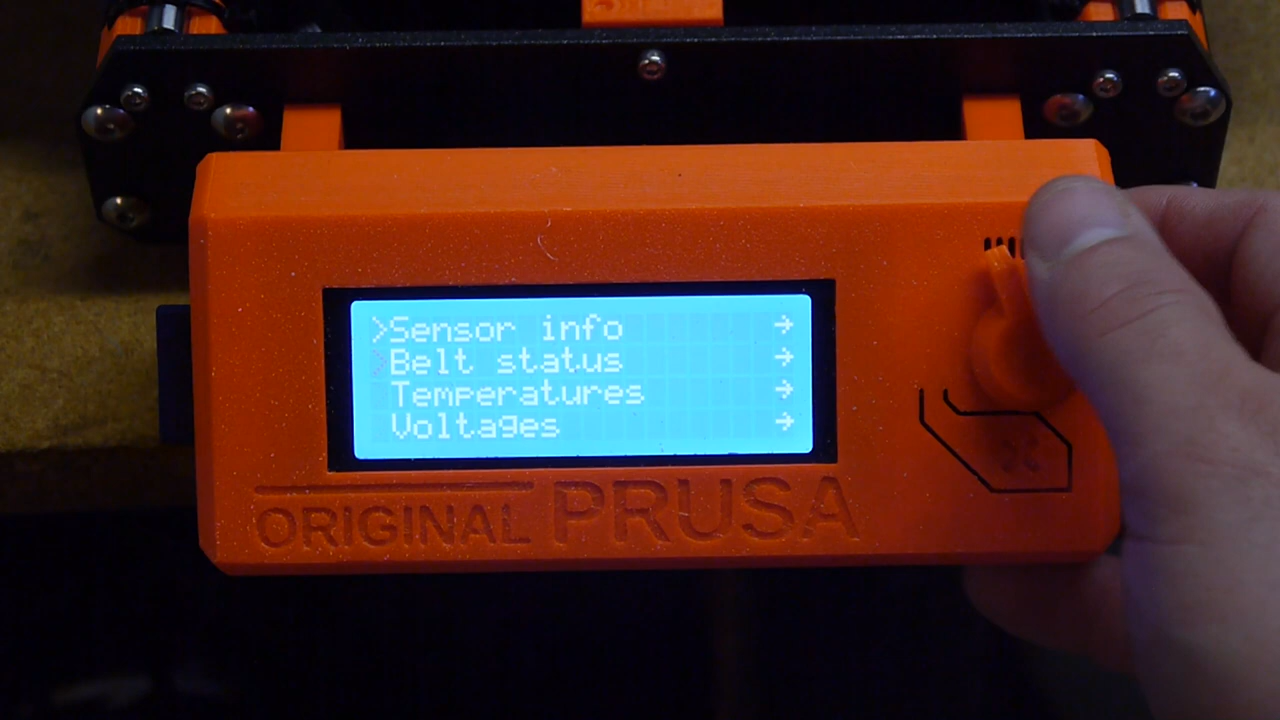 >Sensor info →
>Belt status →
Temperatures →
Voltages →
ORIGINAL PRUSA